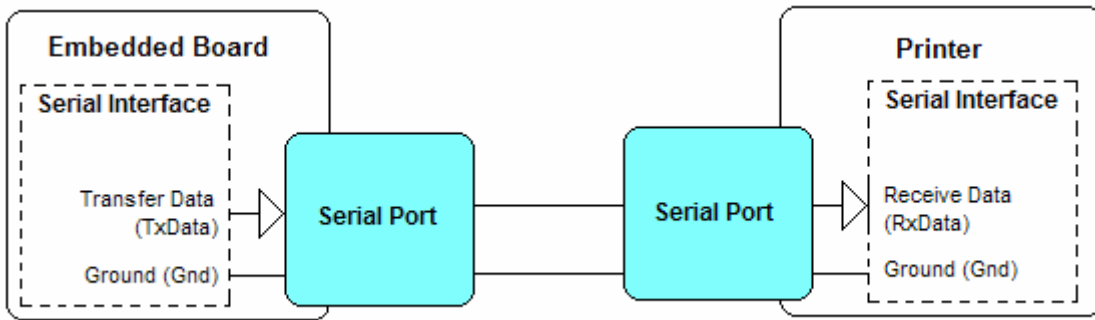 Embedded Board
Serial Interface
Transfer Data
(TxData)
Ground (Gnd)
Serial Port
Serial Port
Printer
Serial Interface
Receive Data
(RxData)
Ground (Gnd)